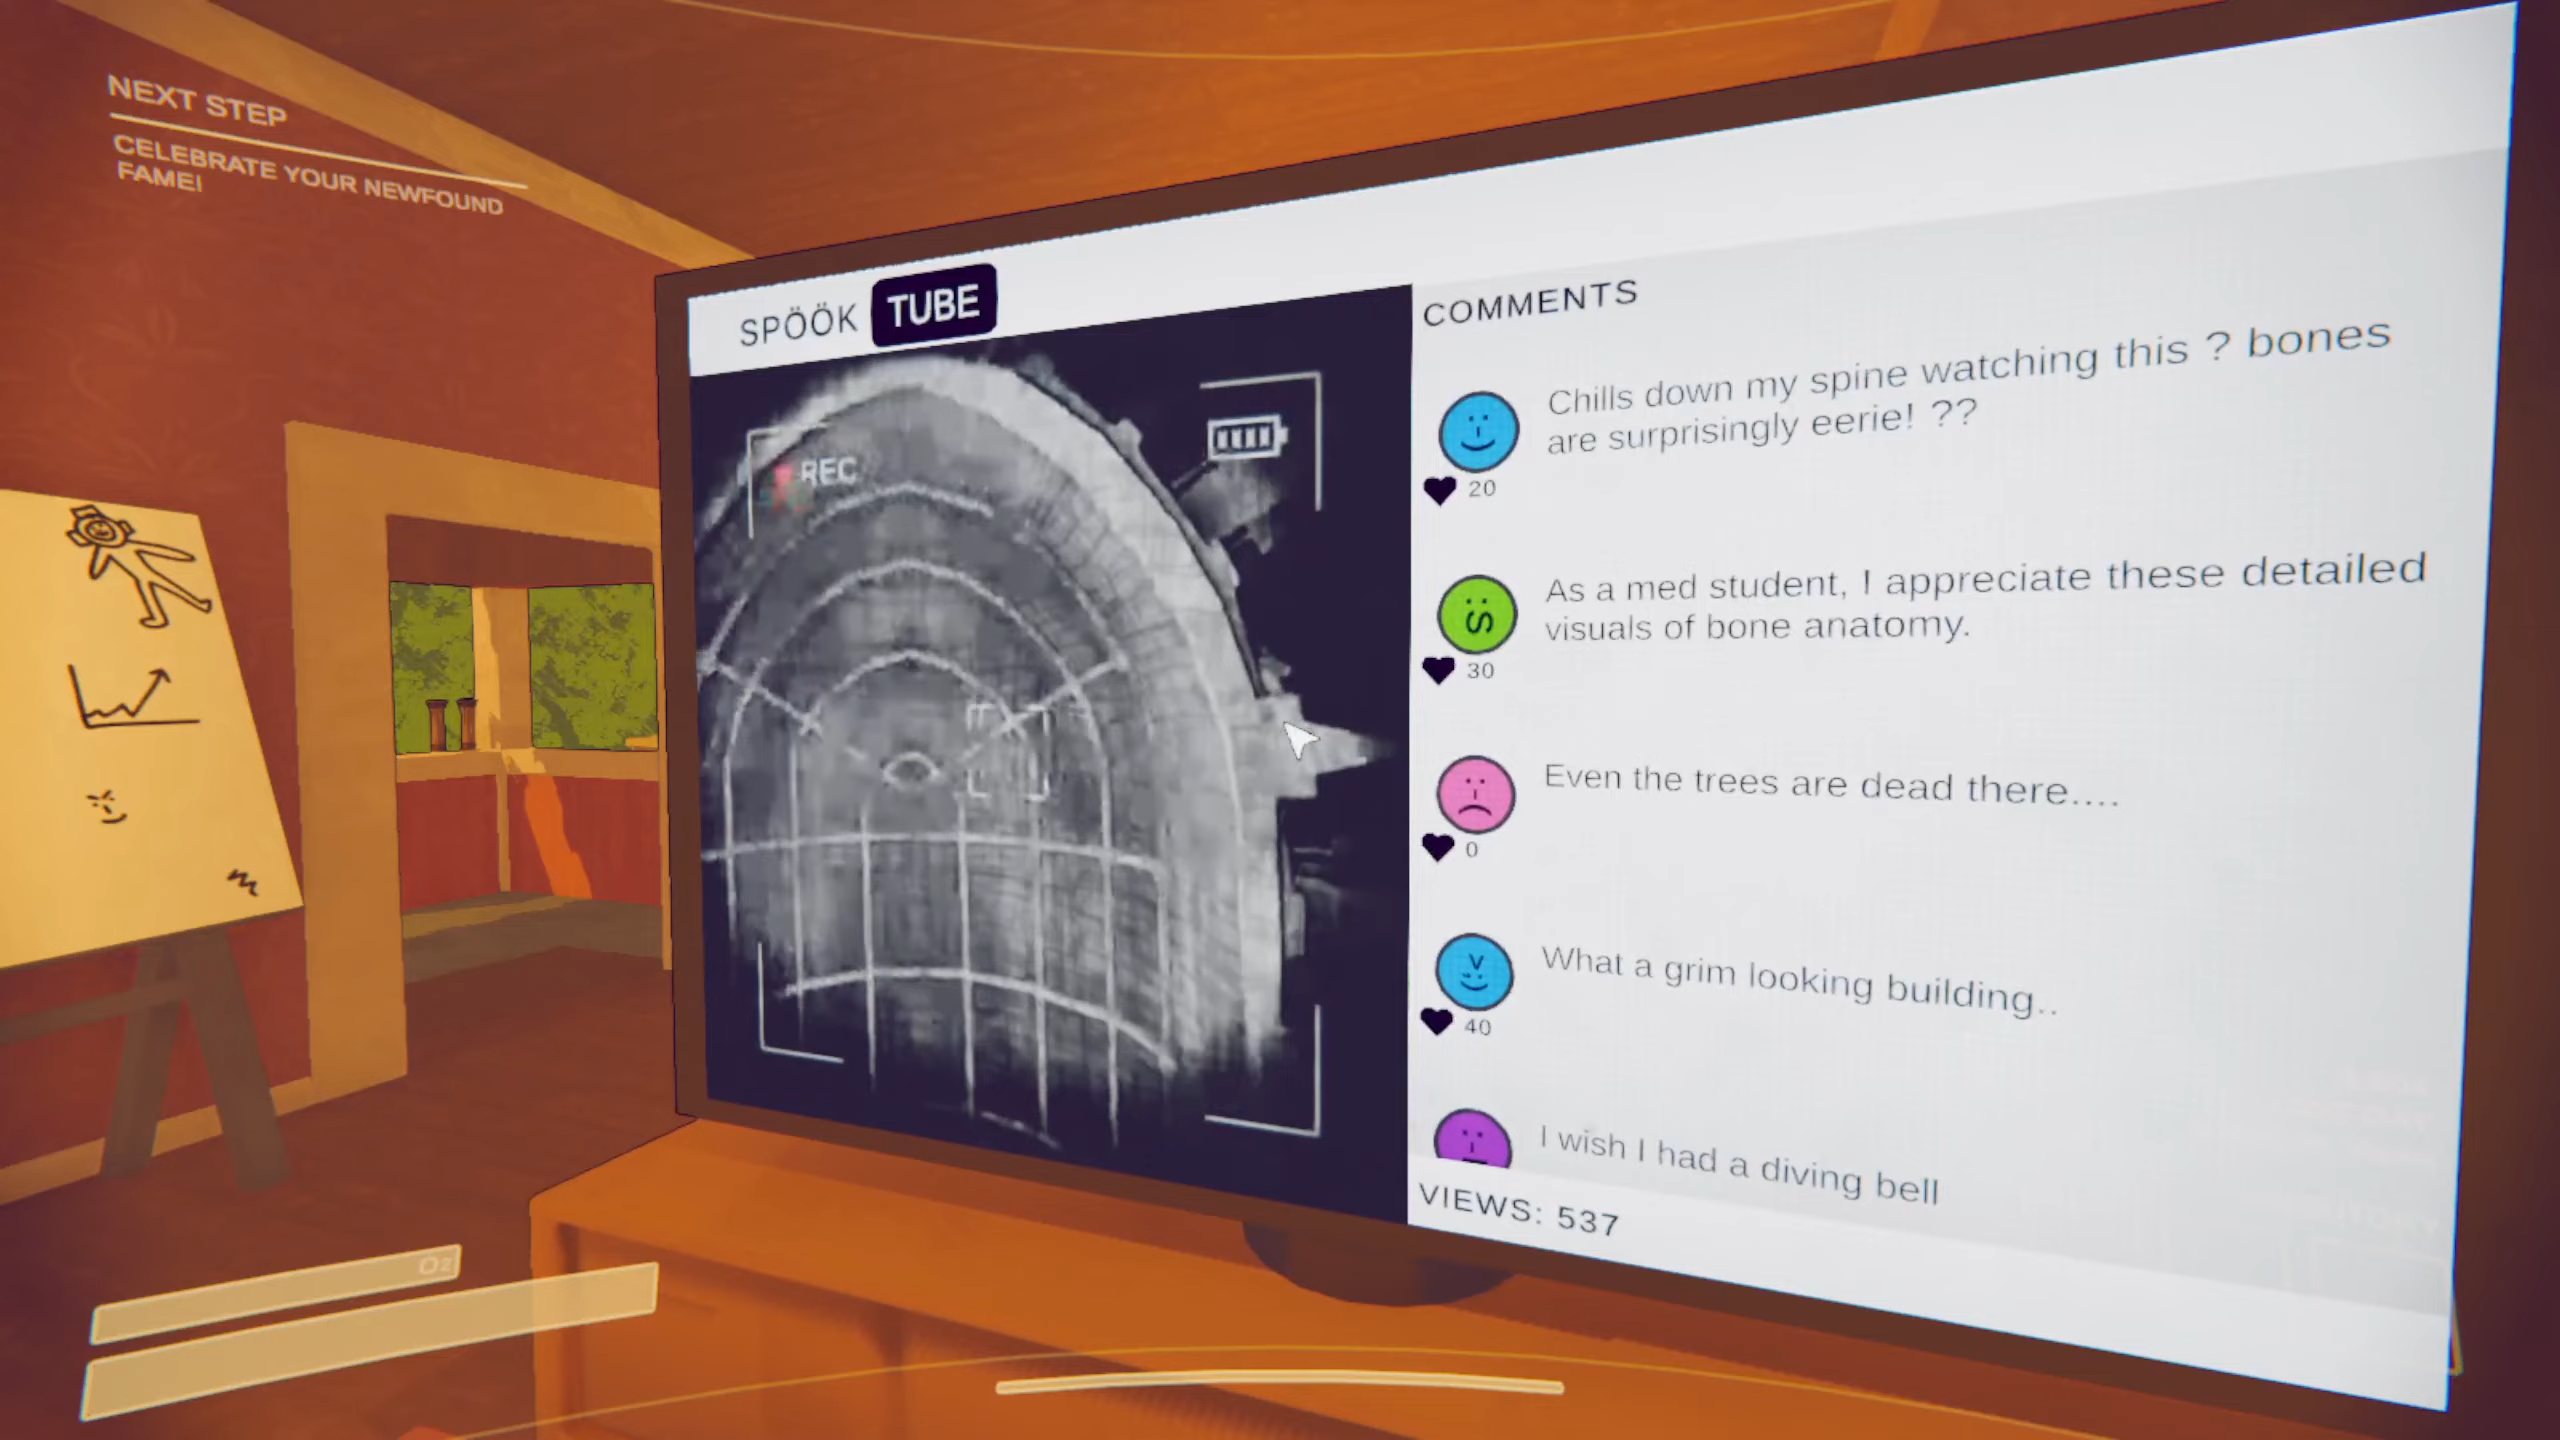 NEXT STEP
CELEBRATE YOUR NEWFOUND
FAME!
SPÖÖK TUBE
REC
COMMENTS
Chills down my spine watching this ? bones
are surprisingly eerie! ??
20
As a med student, I appreciate these detailed
visuals of bone anatomy.
30
Even the trees are dead there....
0
What a grim looking building..
40
I wish I had a diving bell
VIEWS: 537
O2